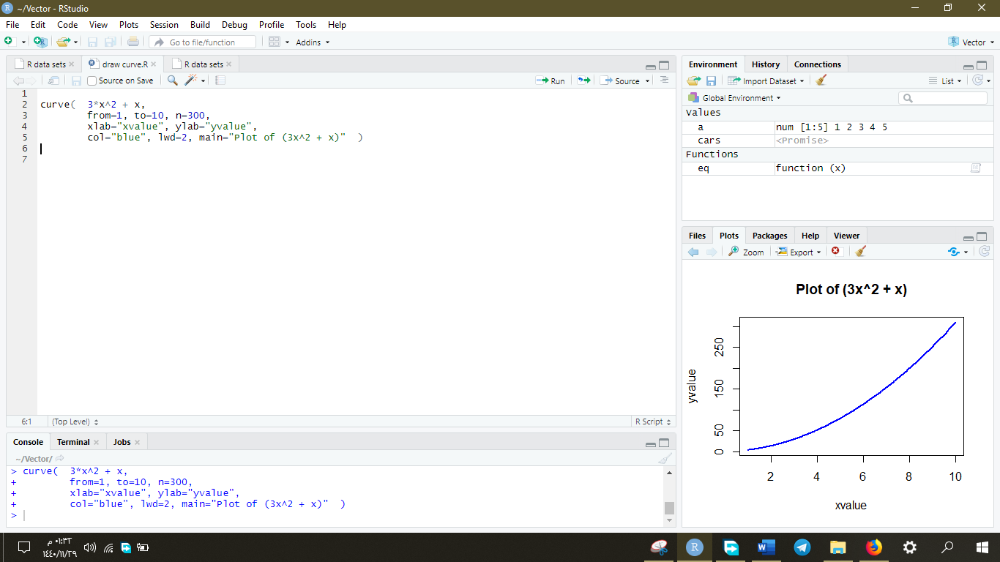 ~/Vector - RStudio
File Edit Code View Plots Session Build Debug Profile Tools Help
Go to file/function Addins Vector
R data sets draw curve.R R data sets
Source on Save Run Source
1
2 curve(  3*x^2 + x,
3         from=1, to=10, n=300,
4         xlab="xvalue", ylab="yvalue",
5         col="blue", lwd=2, main="Plot of (3x^2 + x)"  )
6
7
6:1 (Top Level) R Script
Console Terminal Jobs
~/Vector/
> curve(  3*x^2 + x,
+         from=1, to=10, n=300,
+         xlab="xvalue", ylab="yvalue",
+         col="blue", lwd=2, main="Plot of (3x^2 + x)"  )
>
Environment History Connections
Import Dataset List
Global Environment
Values
a num [1:5] 1 2 3 4 5
cars <Promise>
Functions
eq function (x)
Files Plots Packages Help Viewer
Zoom Export
Plot of (3x^2 + x)
yvalue
250
150
50
0
2 4 6 8 10
xvalue
٠١:٣٢ م
١٤٤٠/١١/٢٩